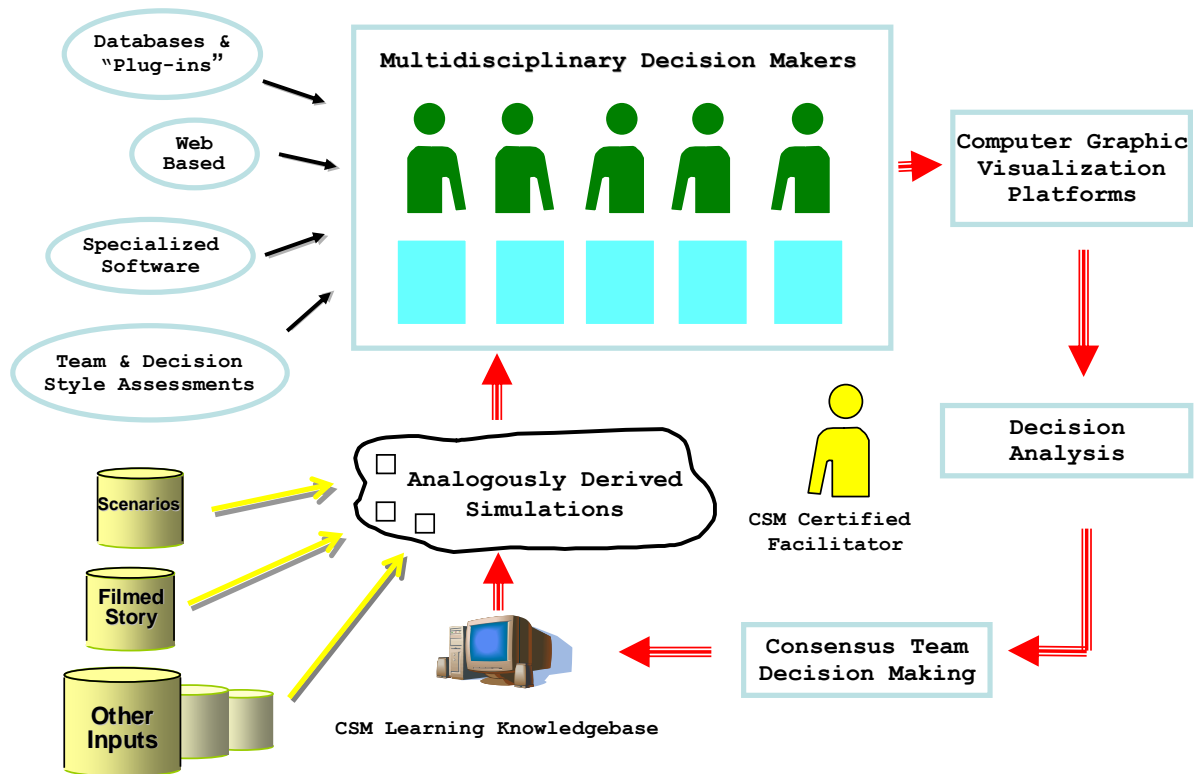 Databases &
“Plug-ins”
Web
Based
Specialized
Software
Team & Decision
Style Assessments
Multidisciplinary Decision Makers
Computer Graphic
Visualization
Platforms
Decision
Analysis
Scenarios
Filmed
Story
Other
Inputs
Analogously Derived
Simulations
CSM Certified
Facilitator
Consensus Team
Decision Making
CSM Learning Knowledgebase